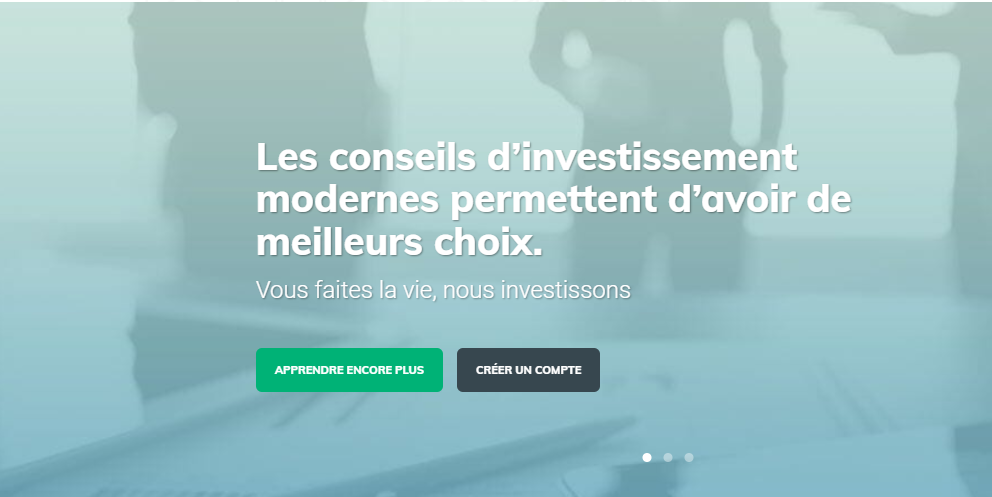 Les conseils d’investissement
modernes permettent d’avoir de
meilleurs choix.
Vous faites la vie, nous investissons
APPRENDRE ENCORE PLUS
CRÉER UN COMPTE